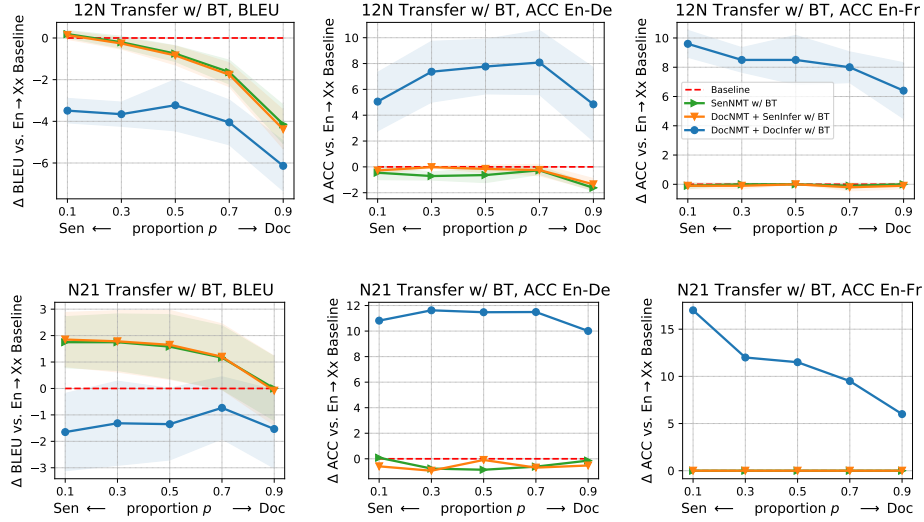 12N Transfer w/ BT, BLEU
Δ BLEU vs. En → Xx Baseline
0
−2
−4
−6
0.1 0.3 0.5 0.7 0.9
Sen ⟵ proportion p ⟶ Doc
12N Transfer w/ BT, ACC En-De
Δ ACC vs. En → Xx Baseline
10
8
6
4
2
0
−2
0.1 0.3 0.5 0.7 0.9
Sen ⟵ proportion p ⟶ Doc
12N Transfer w/ BT, ACC En-Fr
Δ ACC vs. En → Xx Baseline
10
8
6
4
2
0
Baseline
SenNMT w/ BT
DocNMT + SenInfer w/ BT
DocNMT + DocInfer w/ BT
0.1 0.3 0.5 0.7 0.9
Sen ⟵ proportion p ⟶ Doc
N21 Transfer w/ BT, BLEU
Δ BLEU vs. En → Xx Baseline
3
2
1
0
−1
−2
−3
0.1 0.3 0.5 0.7 0.9
Sen ⟵ proportion p ⟶ Doc
N21 Transfer w/ BT, ACC En-De
Δ ACC vs. En → Xx Baseline
12
10
8
6
4
2
0
0.1 0.3 0.5 0.7 0.9
Sen ⟵ proportion p ⟶ Doc
N21 Transfer w/ BT, ACC En-Fr
Δ ACC vs. En → Xx Baseline
15
10
5
0
0.1 0.3 0.5 0.7 0.9
Sen ⟵ proportion p ⟶ Doc